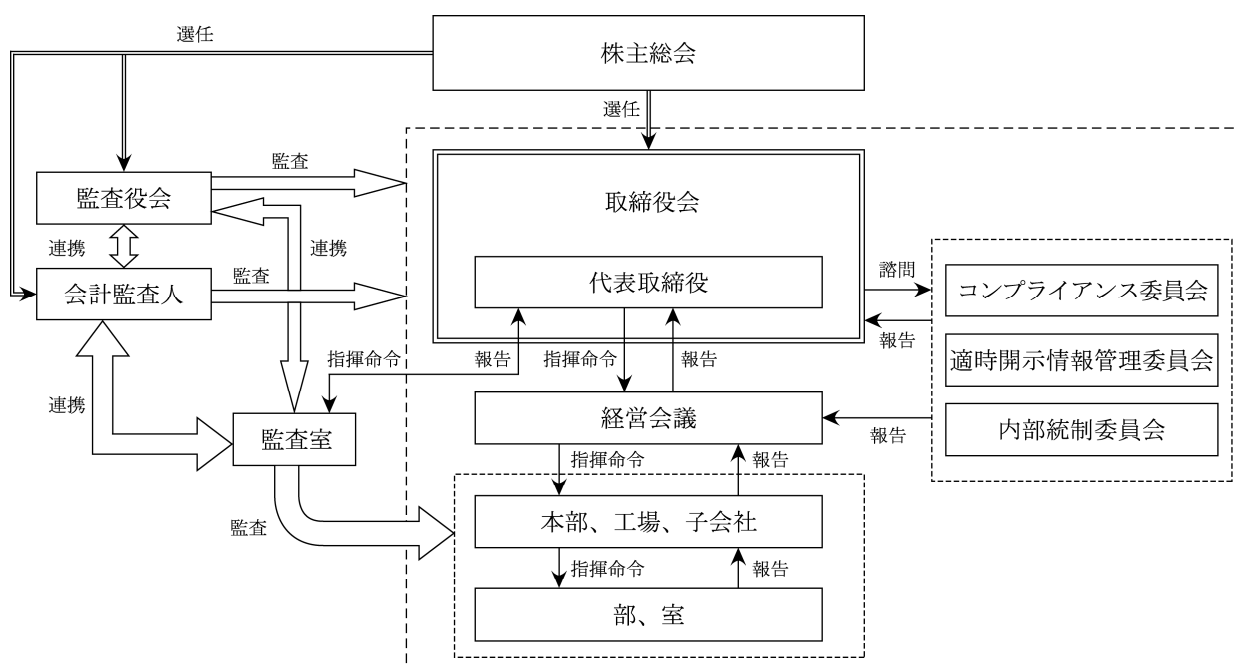 選任
株主総会
選任
監査
監査役会
取締役会
連携
連携
監査
諮問
会計監査人
代表取締役
コンプライアンス委員会
報告
指揮命令
報告
指揮命令
報告
適時開示情報管理委員会
連携
経営会議
内部統制委員会
報告
監査室
指揮命令
報告
監査
本部、工場、子会社
指揮命令
報告
部、室